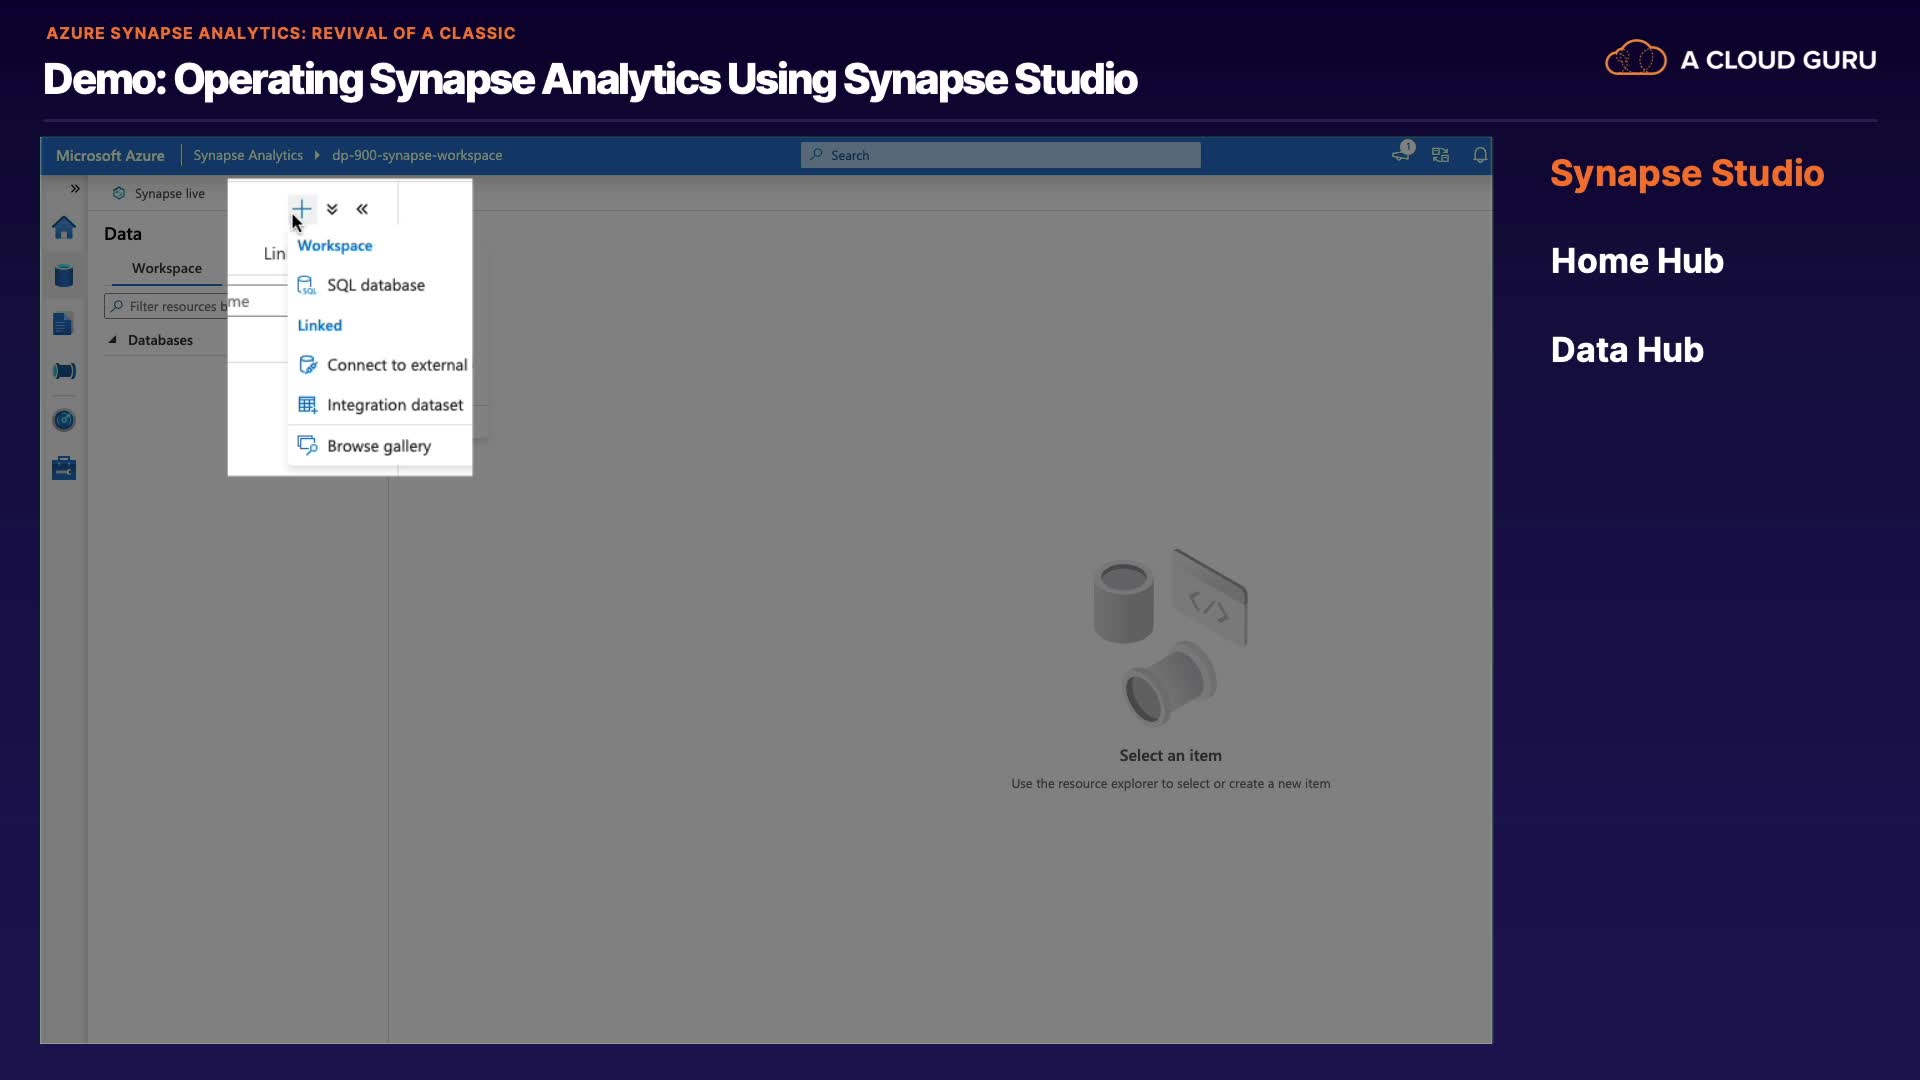 AZURE SYNAPSE ANALYTICS: REVIVAL OF A CLASSIC
Demo: Operating Synapse Analytics Using Synapse Studio
A CLOUD GURU
Microsoft Azure
Synapse Analytics
dp-900-synapse-workspace
Search
1
Synapse live
Data
Workspace
Lin
Filter resources b
me
Databases
Workspace
SQL database
Linked
Connect to external
Integration dataset
Browse gallery
Select an item
Use the resource explorer to select or create a new item
Synapse Studio
Home Hub
Data Hub